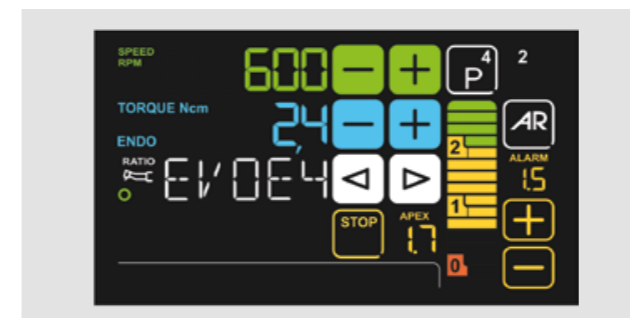 SPEED
RPM
600 − + P 4 2
TORQUE Ncm
2,4 − + AR
ENDO
2
ALARM
1.5
RATIO
EVOE4
1
+
STOP
APEX
1.7
0
−